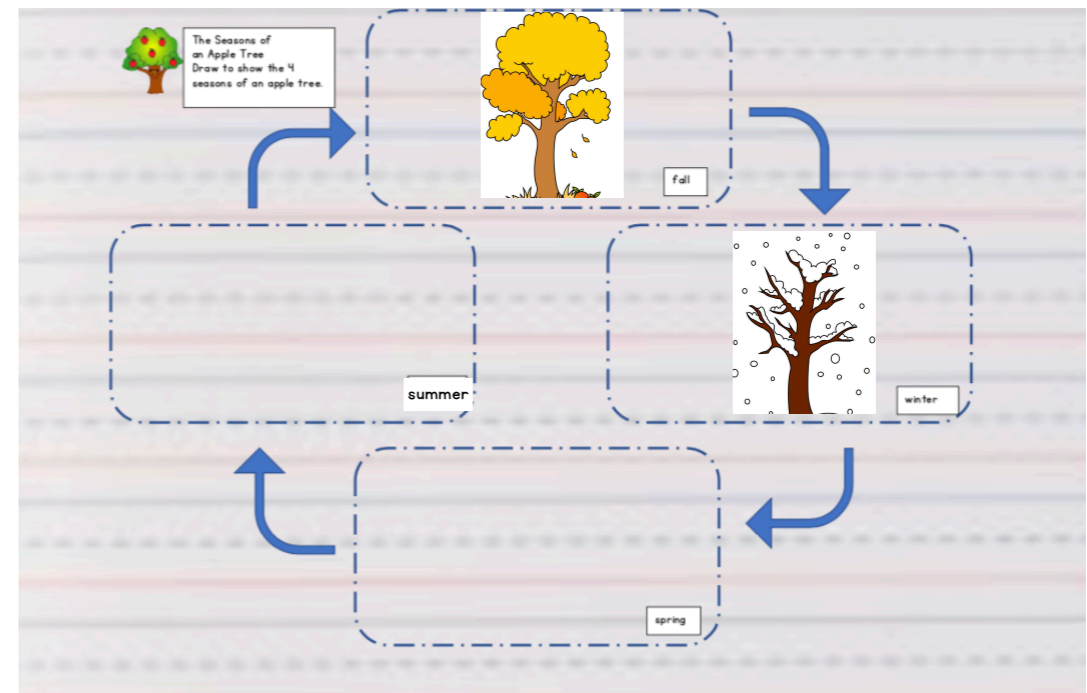 The Seasons of
an Apple Tree
Draw to show the 4
seasons of an apple tree.
fall
summer
winter
spring